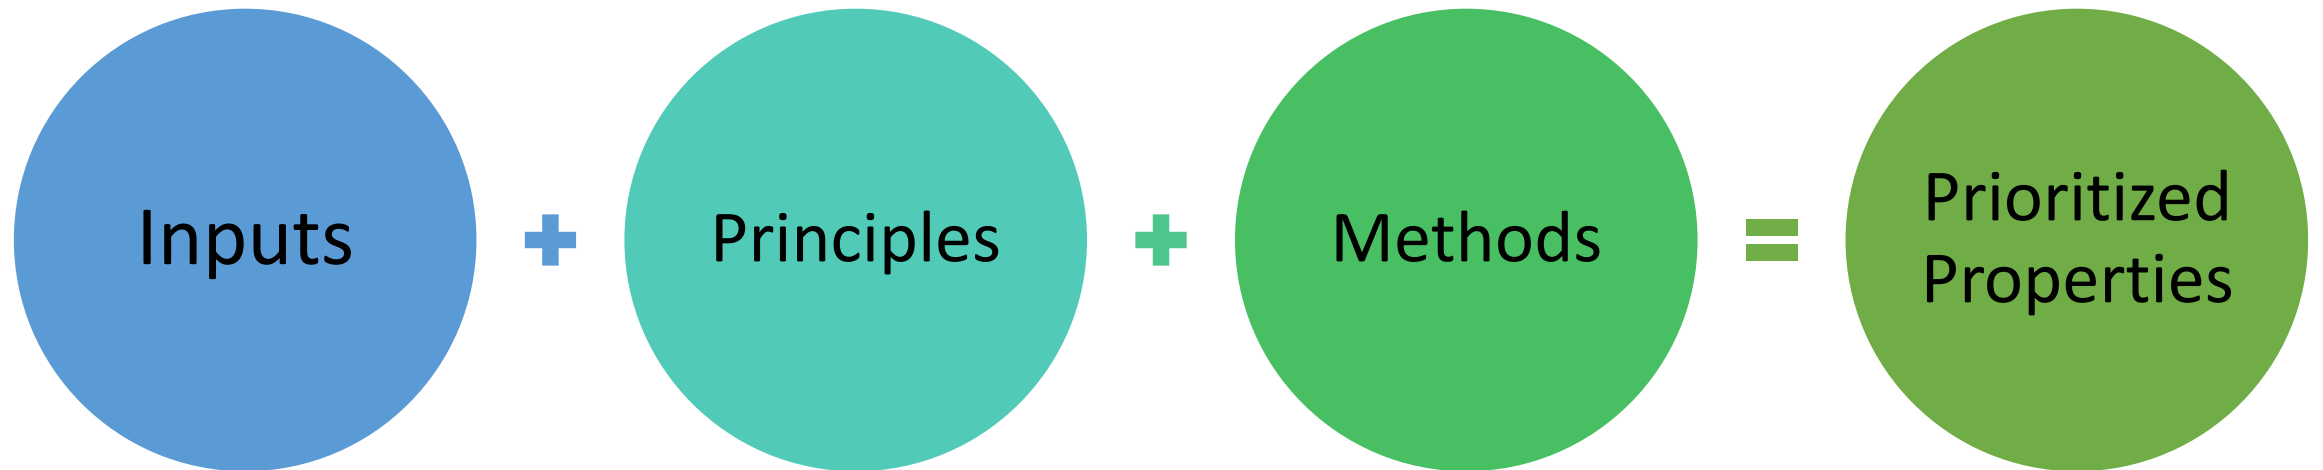 Inputs
Principles
Methods
Prioritized
Properties